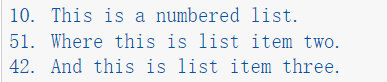 10. This is a numbered list.
51. Where this is list item two.
42. And this is list item three.